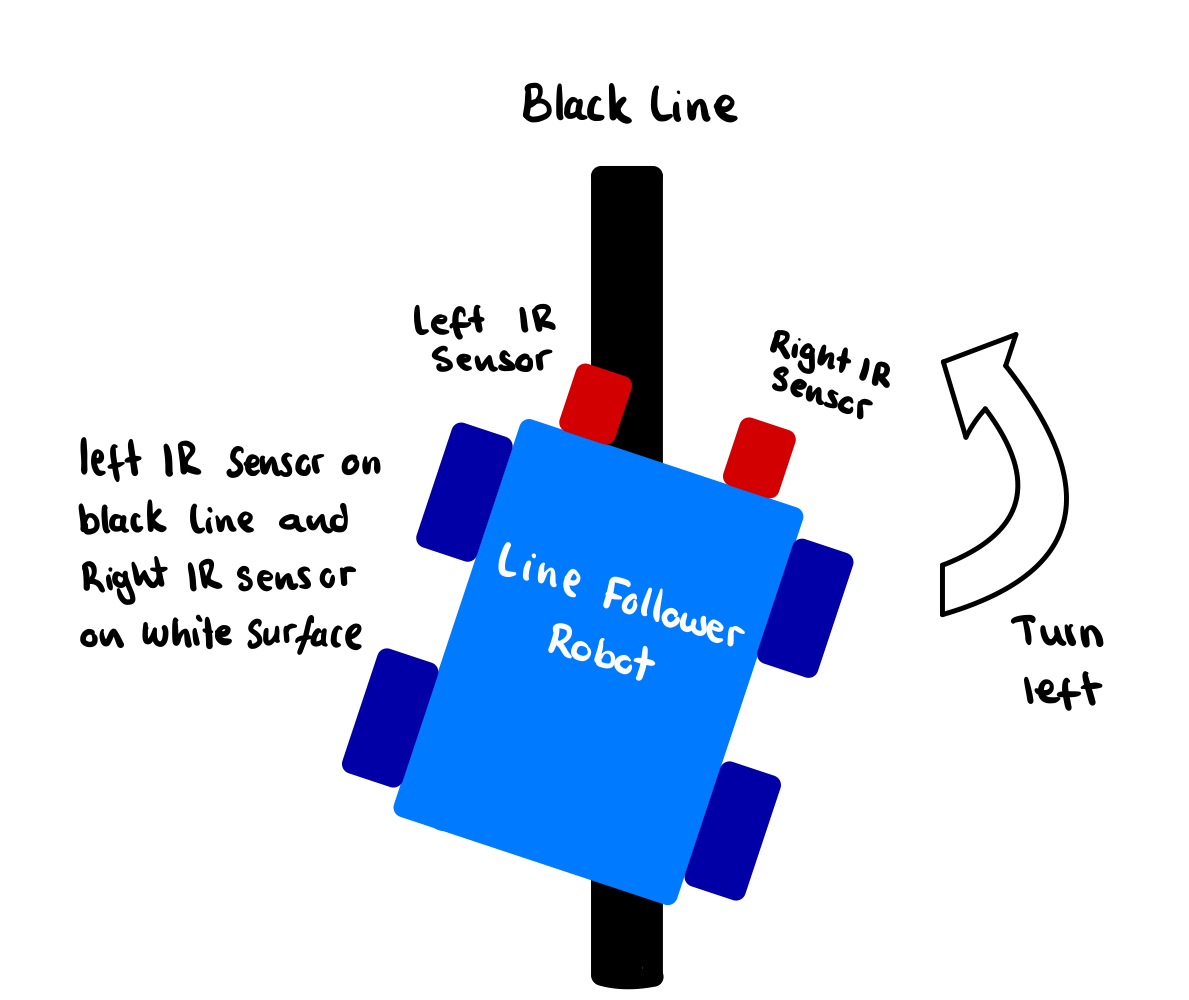 Black Line
Left IR
Sensor
Right IR
Sensor
left IR sensor on
black Line and
Right IR sensor
on white surface
Line Follower
Robot
Turn
left